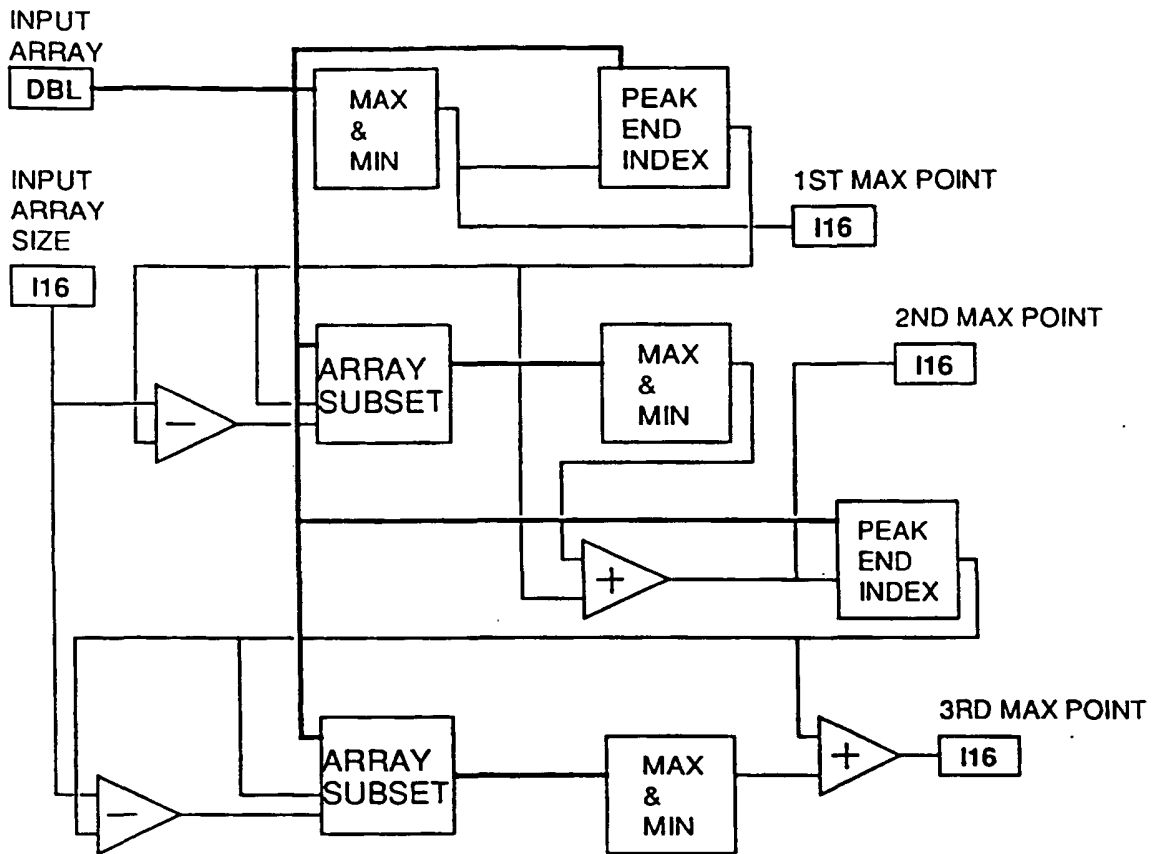 INPUT
ARRAY
DBL
MAX
&
MIN
PEAK
END
INDEX
1ST MAX POINT
I16
INPUT
ARRAY
SIZE
I16
2ND MAX POINT
I16
ARRAY
SUBSET
MAX
&
MIN
−
PEAK
END
INDEX
+
3RD MAX POINT
I16
ARRAY
SUBSET
MAX
&
MIN
+
−